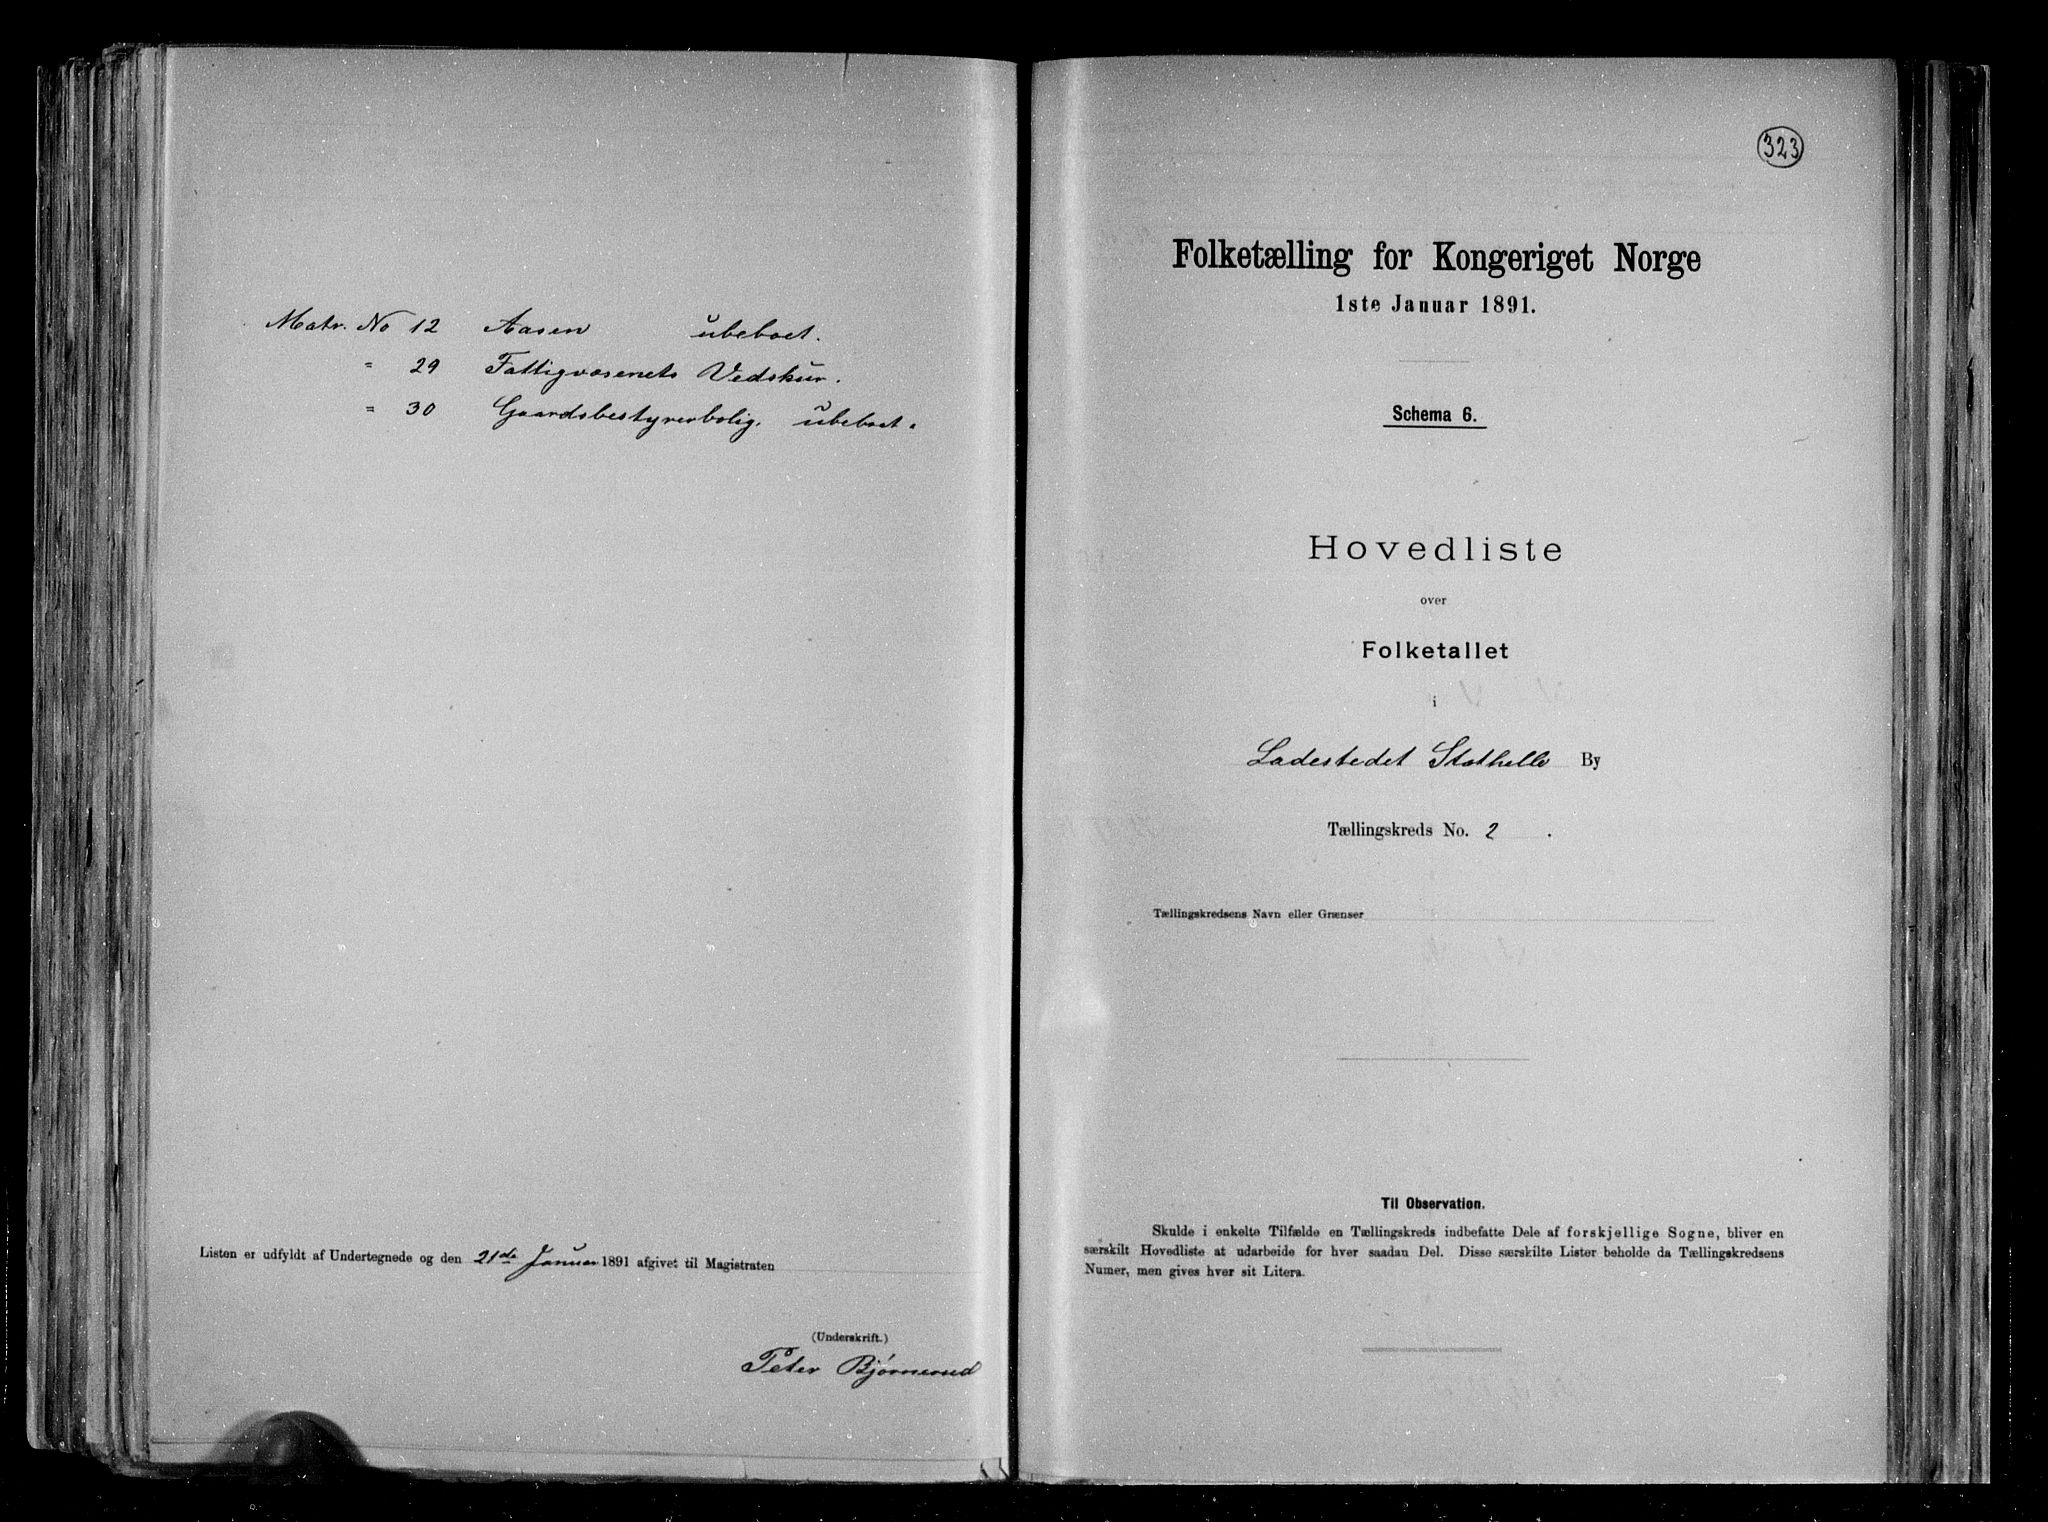 Matr. No 12 Aasen ubeboet.
" 29 Fattigvæsenets Vedskur.
" 30 Gaardsbestyrerbolig. ubeboet.
Listen er udfyldt af Undertegnede og den 21de Januar 1891 afgivet til Magistraten
(Underskrift.)
Peter Bjørnerud
323
Folketælling for Kongeriget Norge
1ste Januar 1891.
Schema 6.
Hovedliste
over
Folketallet
i
Ladestedet Stathelle By
Tællingskreds No. 2 .
Tællingskredsens Navn eller Grænser
Til Observation.
Skulde i enkelte Tilfælde en Tællingskreds indbefatte Dele af forskjellige Sogne, bliver en
særskilt Hovedliste at udarbeide for hver saadan Del. Disse særskilte Lister beholde da Tællingskredsens
Numer, men gives hver sit Litera.